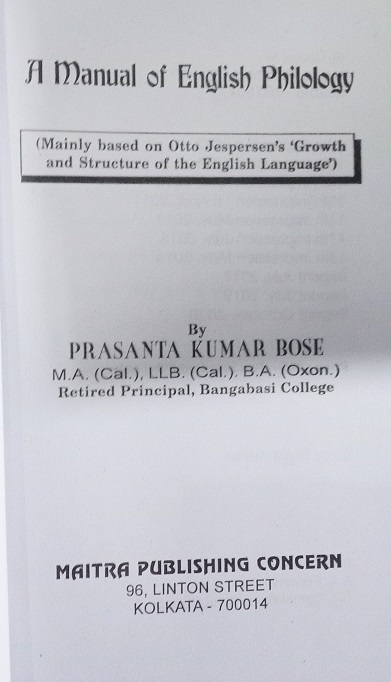 A Manual of English Philology
(Mainly based on Otto Jespersen's 'Growth
and Structure of the English Language')
By
PRASANTA KUMAR BOSE
M.A. (Cal.), LLB. (Cal.). B.A. (Oxon.)
Retired Principal, Bangabasi College
MAITRA PUBLISHING CONCERN
96, LINTON STREET
KOLKATA - 700014